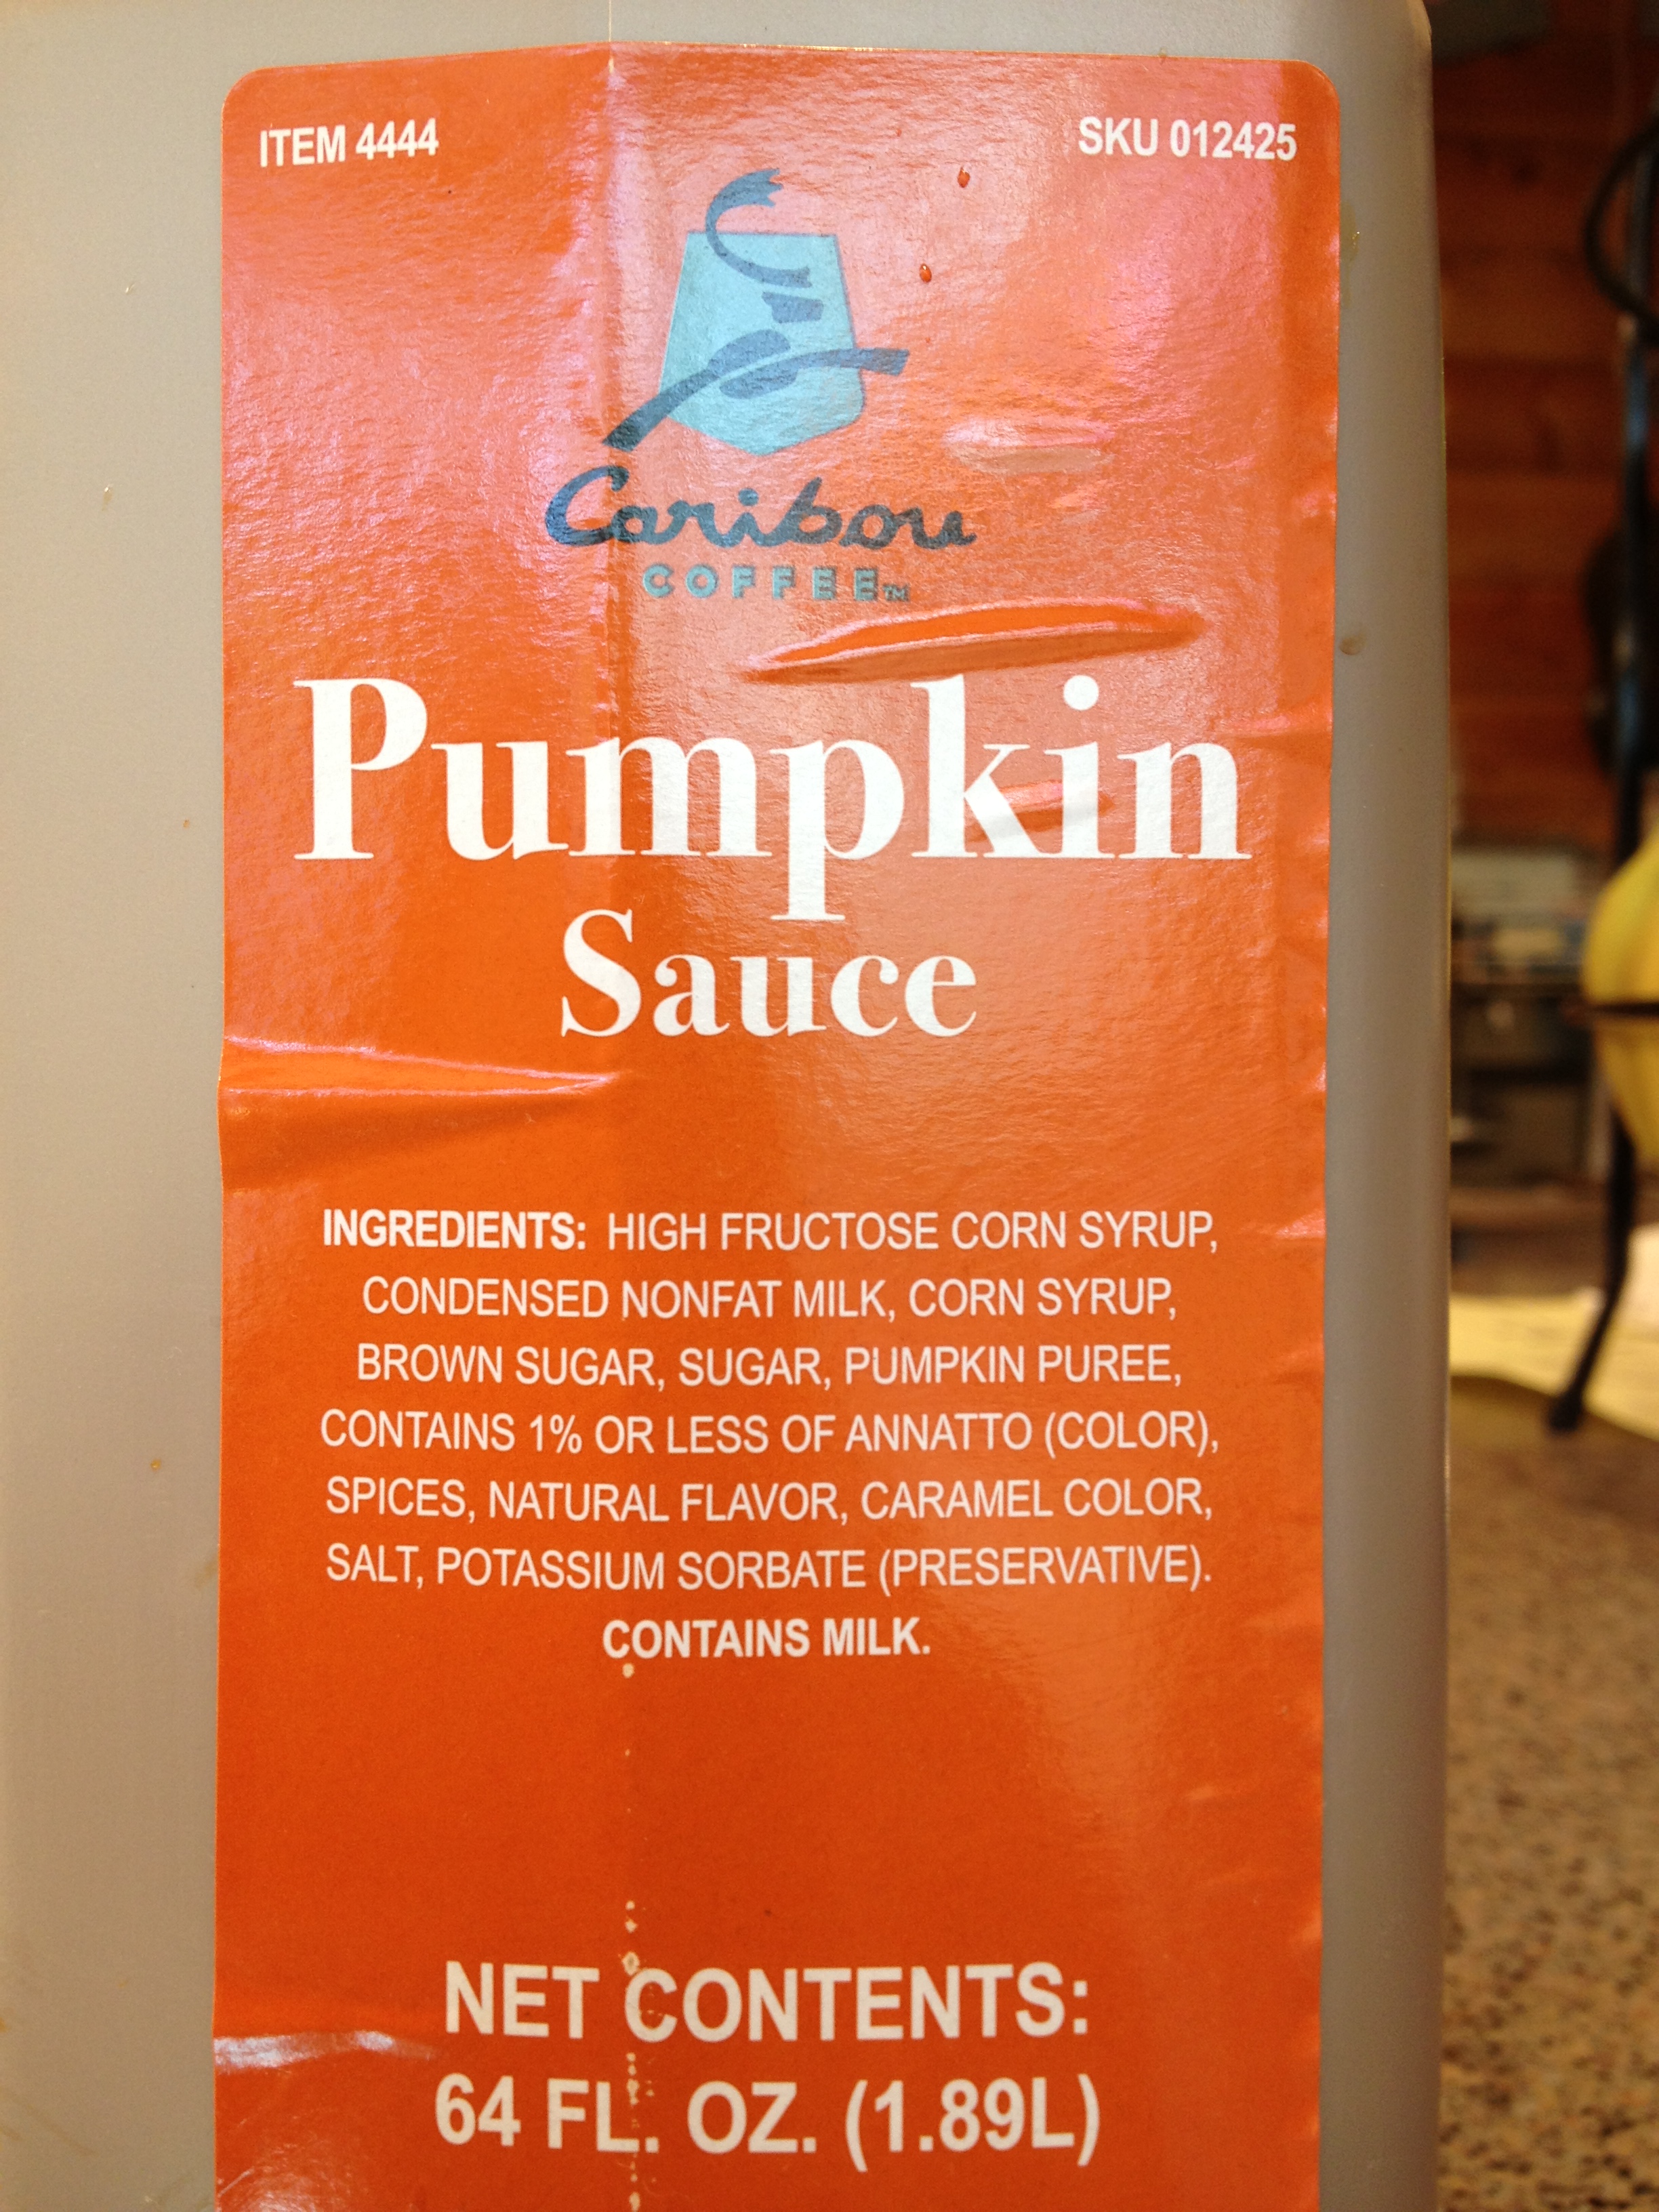 ITEM 4444
SKU 012425
Caribou
COFFEE™
Pumpkin
Sauce
INGREDIENTS: HIGH FRUCTOSE CORN SYRUP,
CONDENSED NONFAT MILK, CORN SYRUP,
BROWN SUGAR, SUGAR, PUMPKIN PUREE,
CONTAINS 1% OR LESS OF ANNATTO (COLOR),
SPICES, NATURAL FLAVOR, CARAMEL COLOR,
SALT, POTASSIUM SORBATE (PRESERVATIVE).
CONTAINS MILK.
NET CONTENTS:
64 FL. OZ. (1.89L)